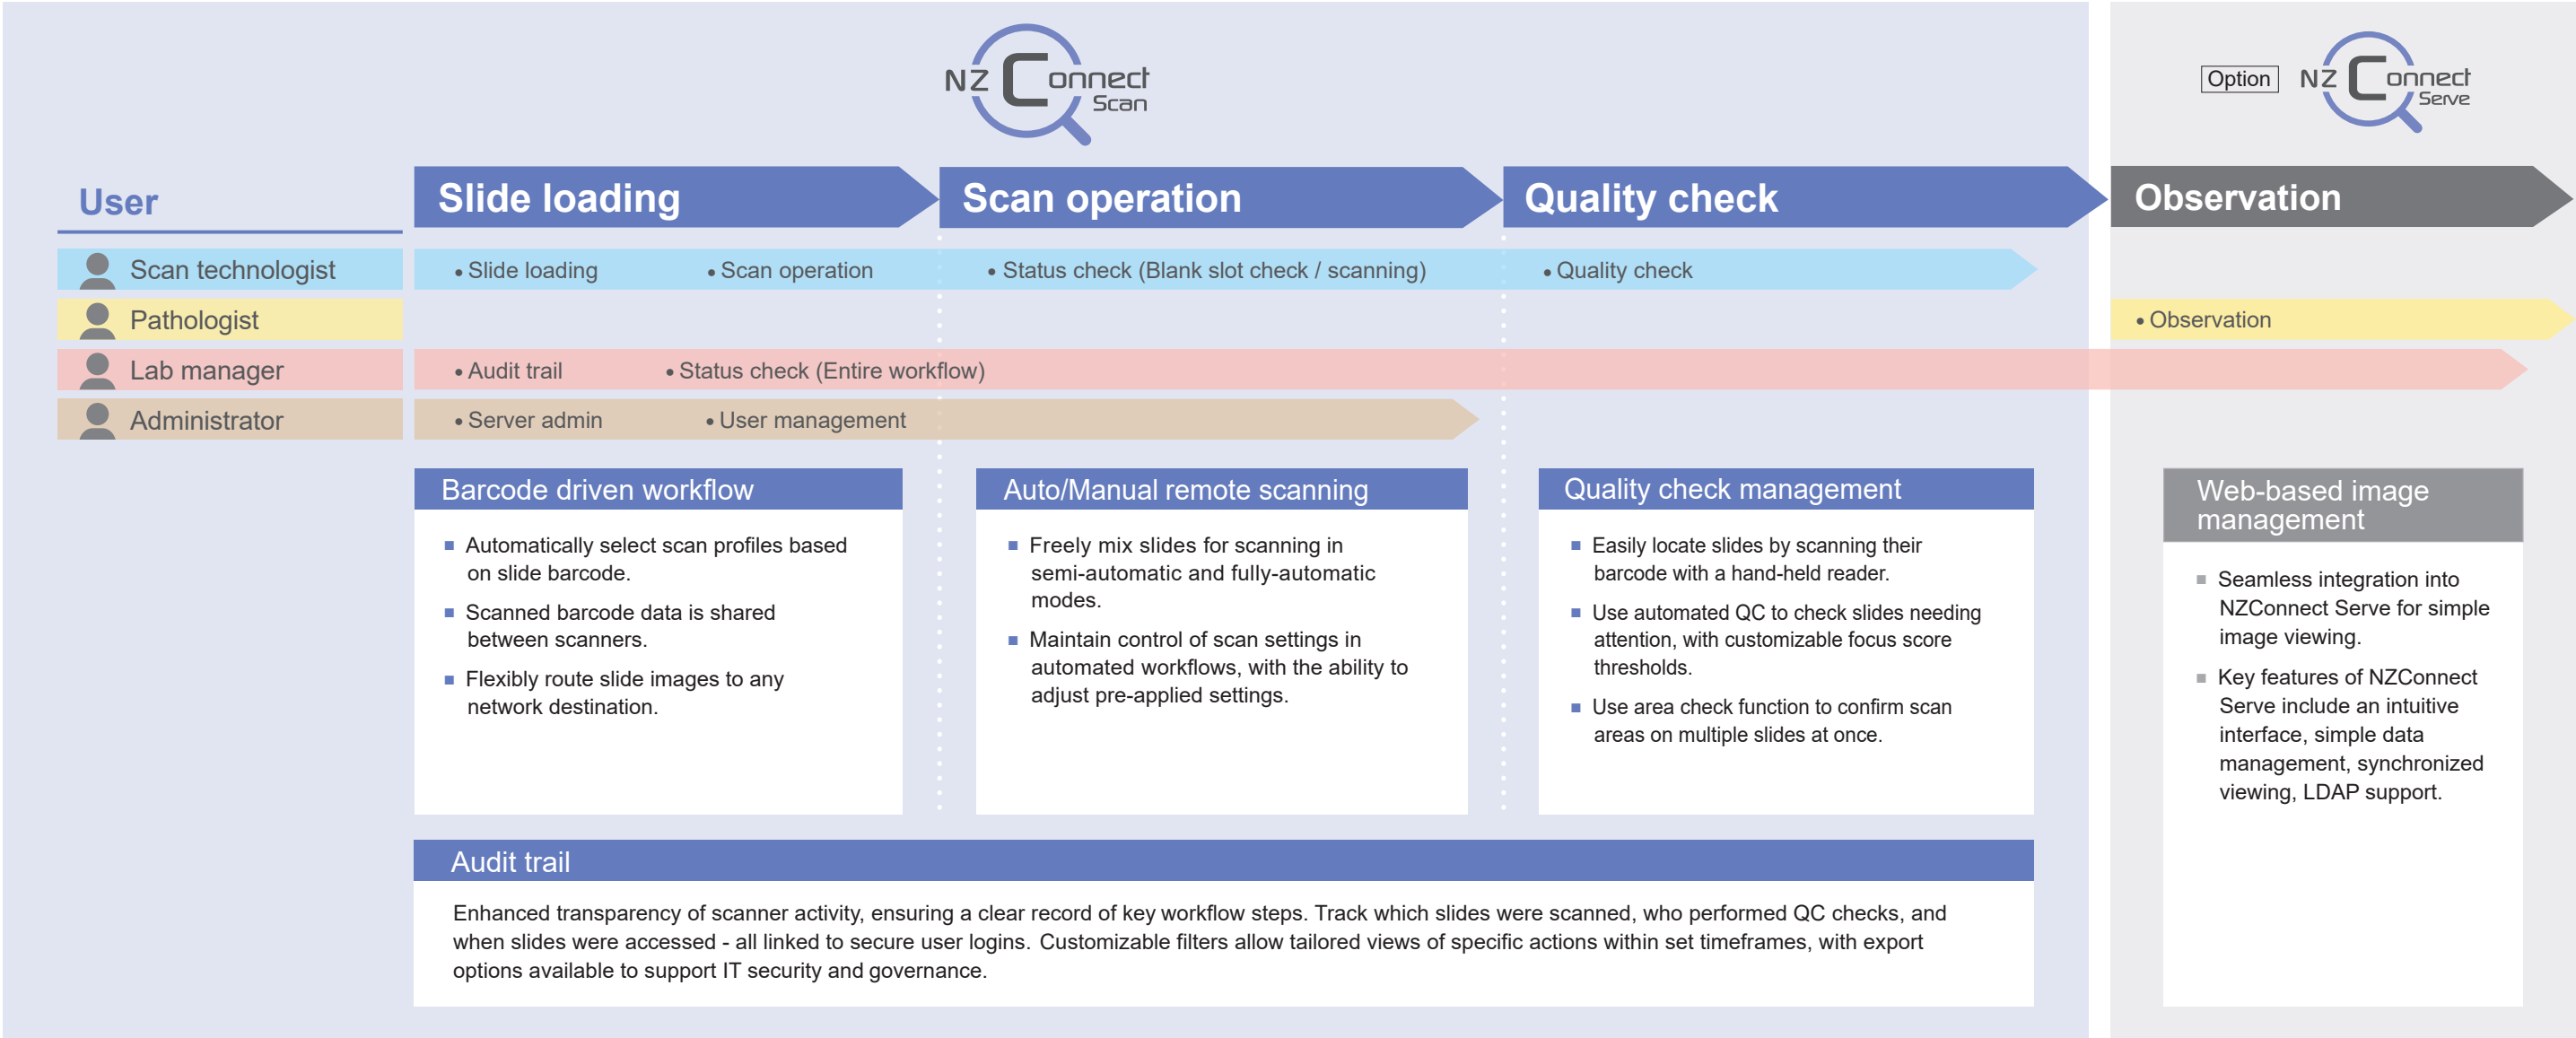 NZ Connect
Scan
Option
NZ Connect
Serve
User
Slide loading
Scan operation
Quality check
Observation
Scan technologist
• Slide loading
• Scan operation
• Status check (Blank slot check / scanning)
• Quality check
Pathologist
• Observation
Lab manager
• Audit trail
• Status check (Entire workflow)
Administrator
• Server admin
• User management
Barcode driven workflow
■ Automatically select scan profiles based
on slide barcode.
■ Scanned barcode data is shared
between scanners.
■ Flexibly route slide images to any
network destination.
Auto/Manual remote scanning
■ Freely mix slides for scanning in
semi-automatic and fully-automatic
modes.
■ Maintain control of scan settings in
automated workflows, with the ability to
adjust pre-applied settings.
Quality check management
■ Easily locate slides by scanning their
barcode with a hand-held reader.
■ Use automated QC to check slides needing
attention, with customizable focus score
thresholds.
■ Use area check function to confirm scan
areas on multiple slides at once.
Web-based image
management
■ Seamless integration into
NZConnect Serve for simple
image viewing.
■ Key features of NZConnect
Serve include an intuitive
interface, simple data
management, synchronized
viewing, LDAP support.
Audit trail
Enhanced transparency of scanner activity, ensuring a clear record of key workflow steps. Track which slides were scanned, who performed QC checks, and
when slides were accessed - all linked to secure user logins. Customizable filters allow tailored views of specific actions within set timeframes, with export
options available to support IT security and governance.